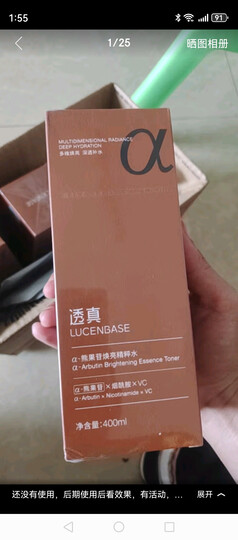 1:55
91
1/25
晒图相册
MULTIDIMENSIONAL RADIANCE
DEEP HYDRATION
多维焕亮 深透补水
α
透真
LUCENBASE
α-熊果苷焕亮精粹水
α-Arbutin Brightening Essence Toner
α-熊果苷×烟酰胺×VC
α-Arbutin × Nicotinamide × VC
净含量:400ml
还没有使用，后期使用后看效果，有活动，... 展开